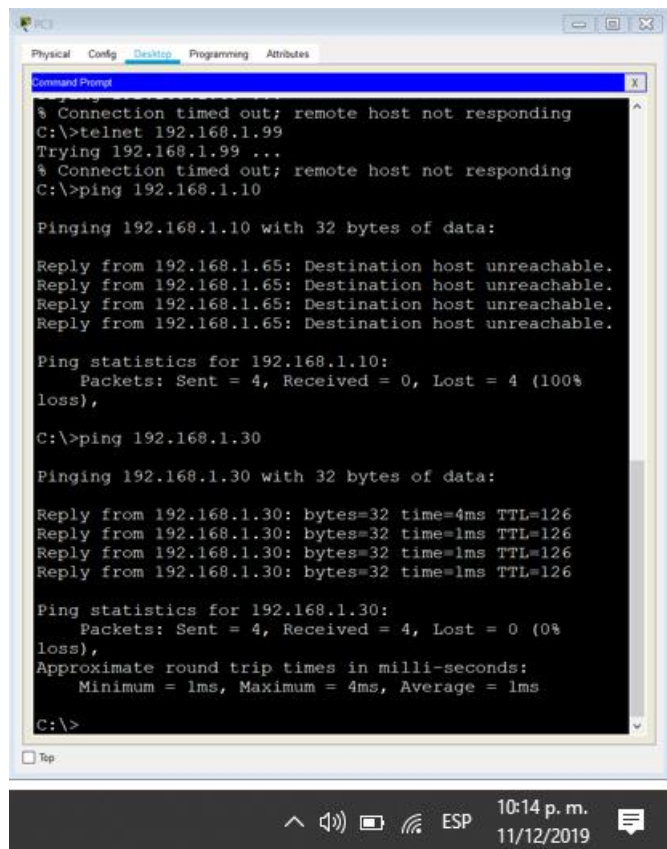 Physical Config Desktop Programming Attributes
Command Prompt X
% Connection timed out; remote host not responding
C:\>telnet 192.168.1.99
Trying 192.168.1.99 ...
% Connection timed out; remote host not responding
C:\>ping 192.168.1.10
Pinging 192.168.1.10 with 32 bytes of data:
Reply from 192.168.1.65: Destination host unreachable.
Reply from 192.168.1.65: Destination host unreachable.
Reply from 192.168.1.65: Destination host unreachable.
Reply from 192.168.1.65: Destination host unreachable.
Ping statistics for 192.168.1.10:
Packets: Sent = 4, Received = 0, Lost = 4 (100%
loss),
C:\>ping 192.168.1.30
Pinging 192.168.1.30 with 32 bytes of data:
Reply from 192.168.1.30: bytes=32 time=4ms TTL=126
Reply from 192.168.1.30: bytes=32 time=1ms TTL=126
Reply from 192.168.1.30: bytes=32 time=1ms TTL=126
Reply from 192.168.1.30: bytes=32 time=1ms TTL=126
Ping statistics for 192.168.1.30:
Packets: Sent = 4, Received = 4, Lost = 0 (0%
loss),
Approximate round trip times in milli-seconds:
Minimum = 1ms, Maximum = 4ms, Average = 1ms
C:\>
Top
ESP 10:14 p. m.
11/12/2019